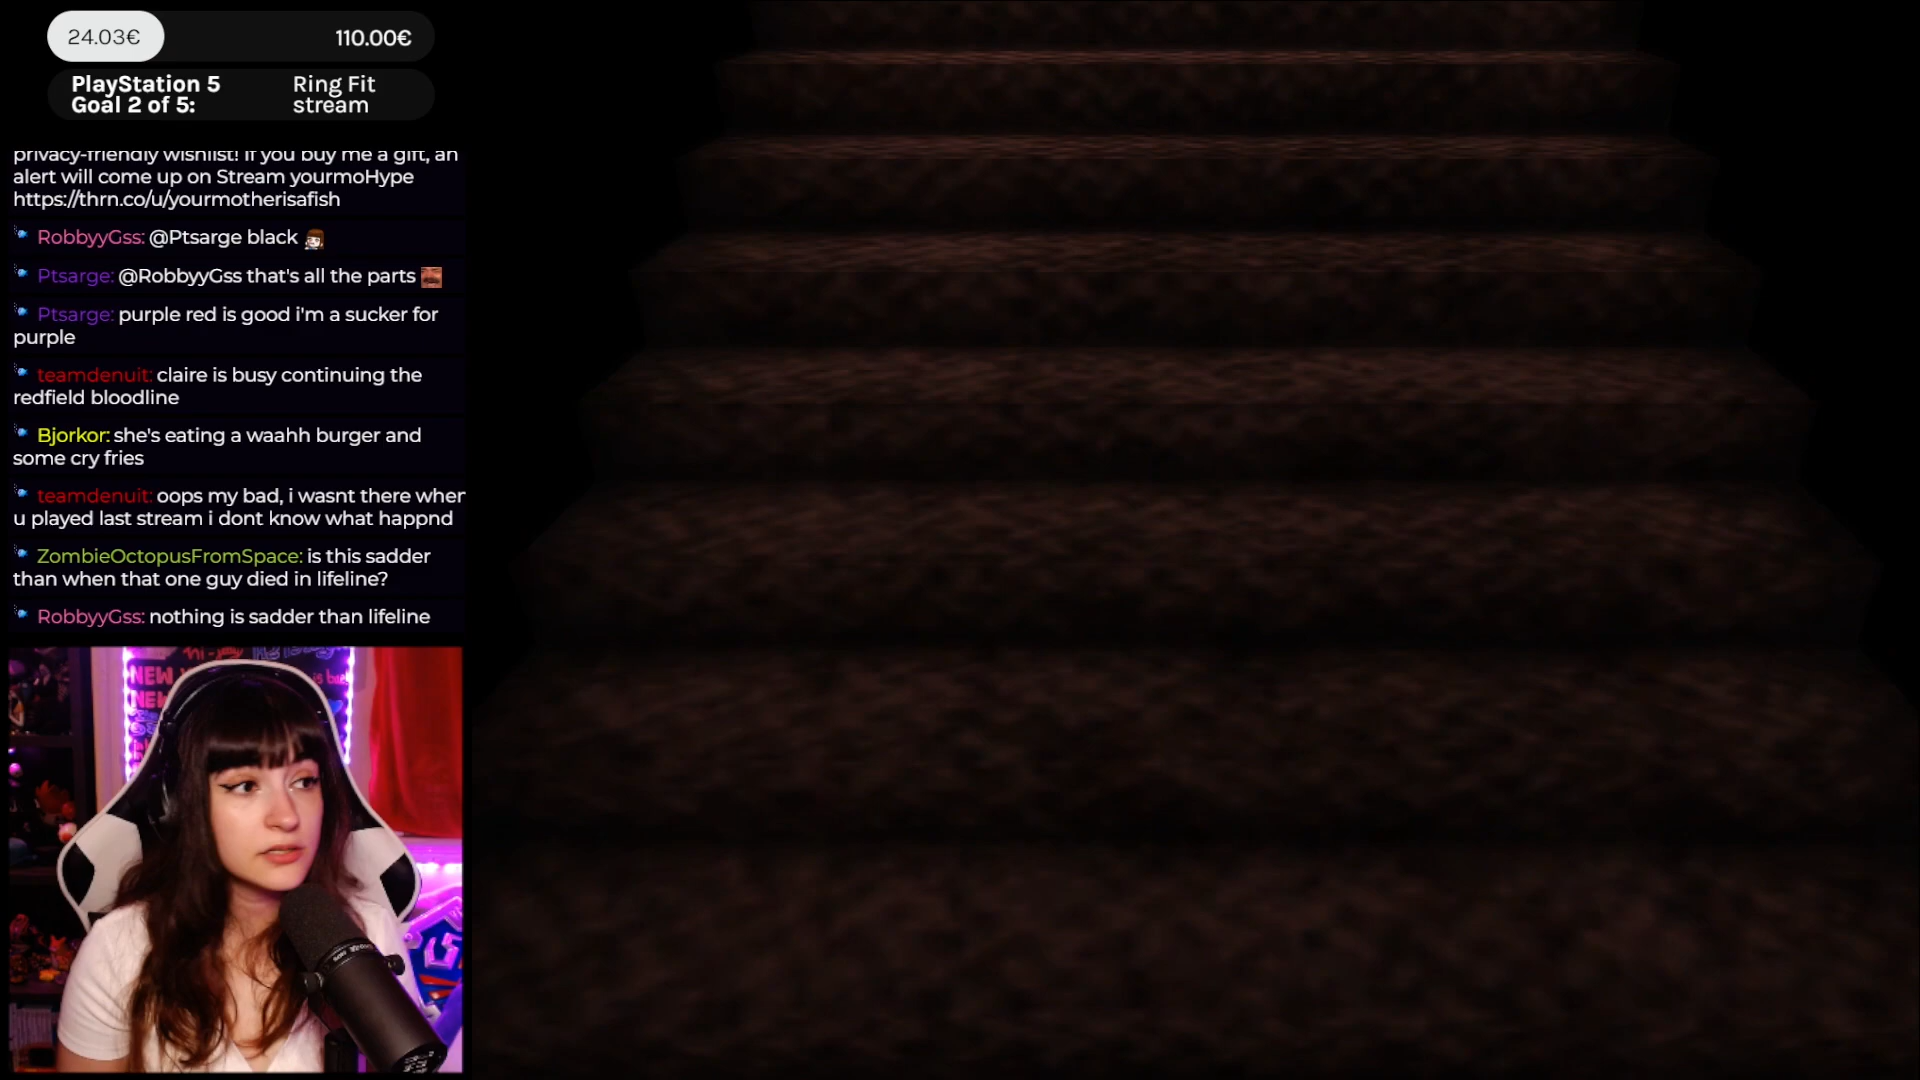 24.03€ 110.00€
PlayStation 5 Ring Fit
Goal 2 of 5: stream
privacy-friendly wishlist! If you buy me a gift, an
alert will come up on Stream yourmoHype
https://thrn.co/u/yourmotherisafish
RobbyyGss: @Ptsarge black
Ptsarge: @RobbyyGss that's all the parts
Ptsarge: purple red is good i'm a sucker for
purple
teamdenuit: claire is busy continuing the
redfield bloodline
Bjorkor: she's eating a waahh burger and
some cry fries
teamdenuit: oops my bad, i wasnt there when
u played last stream i dont know what happnd
ZombieOctopusFromSpace: is this sadder
than when that one guy died in lifeline?
RobbyyGss: nothing is sadder than lifeline
NEW
NEW